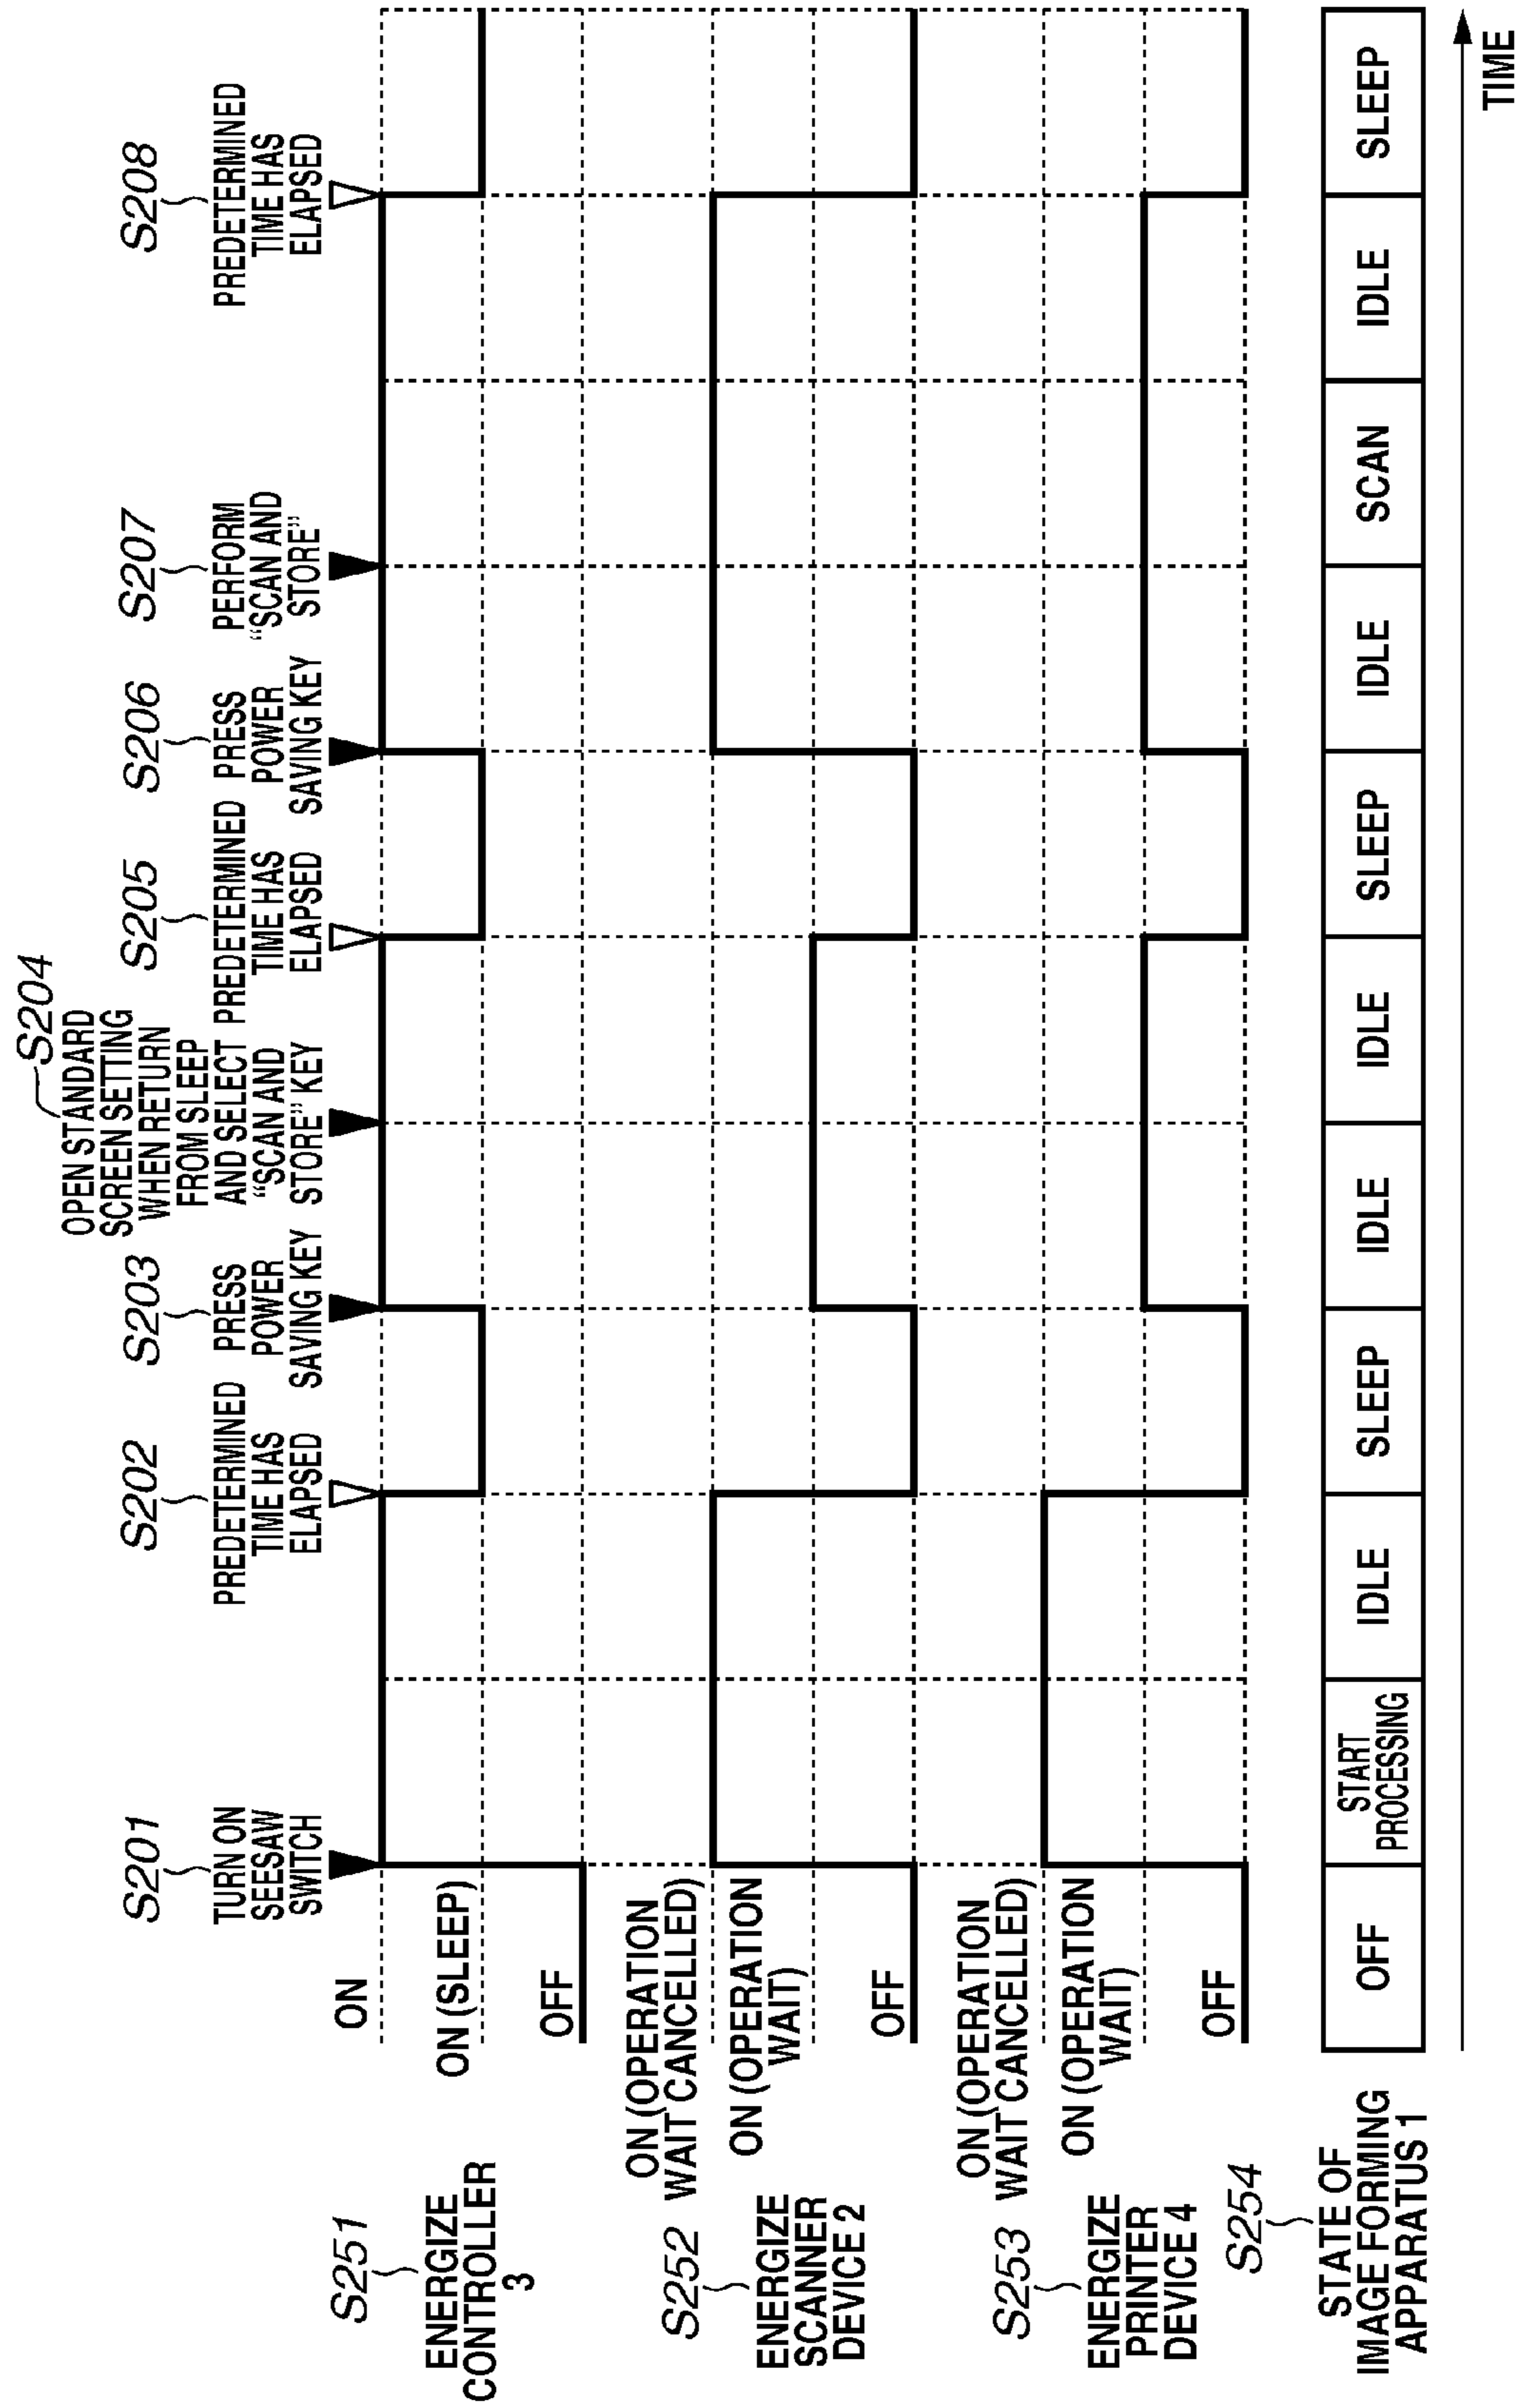 S201
TURN ON
SEESAW
SWITCH
S202
PREDETERMINED
TIME HAS
ELAPSED
S203
PRESS
POWER
SAVING KEY
S204
OPEN STANDARD
SCREEN SETTING
WHEN RETURN
FROM SLEEP
AND SELECT
“SCAN AND
STORE” KEY
S205
PREDETERMINED
TIME HAS
ELAPSED
S206
PRESS
POWER
SAVING KEY
S207
PERFORM
“SCAN AND
STORE”
S208
PREDETERMINED
TIME HAS
ELAPSED
S251
ENERGIZE
CONTROLLER
3
ON
ON (SLEEP)
OFF
S252
ENERGIZE
SCANNER
DEVICE 2
ON (OPERATION
WAIT CANCELLED)
ON (OPERATION
WAIT)
OFF
S253
ENERGIZE
PRINTER
DEVICE 4
ON (OPERATION
WAIT CANCELLED)
ON (OPERATION
WAIT)
OFF
S254
STATE OF
IMAGE FORMING
APPARATUS 1
OFF
START
PROCESSING
IDLE
SLEEP
IDLE
IDLE
SLEEP
IDLE
SCAN
IDLE
SLEEP
TIME